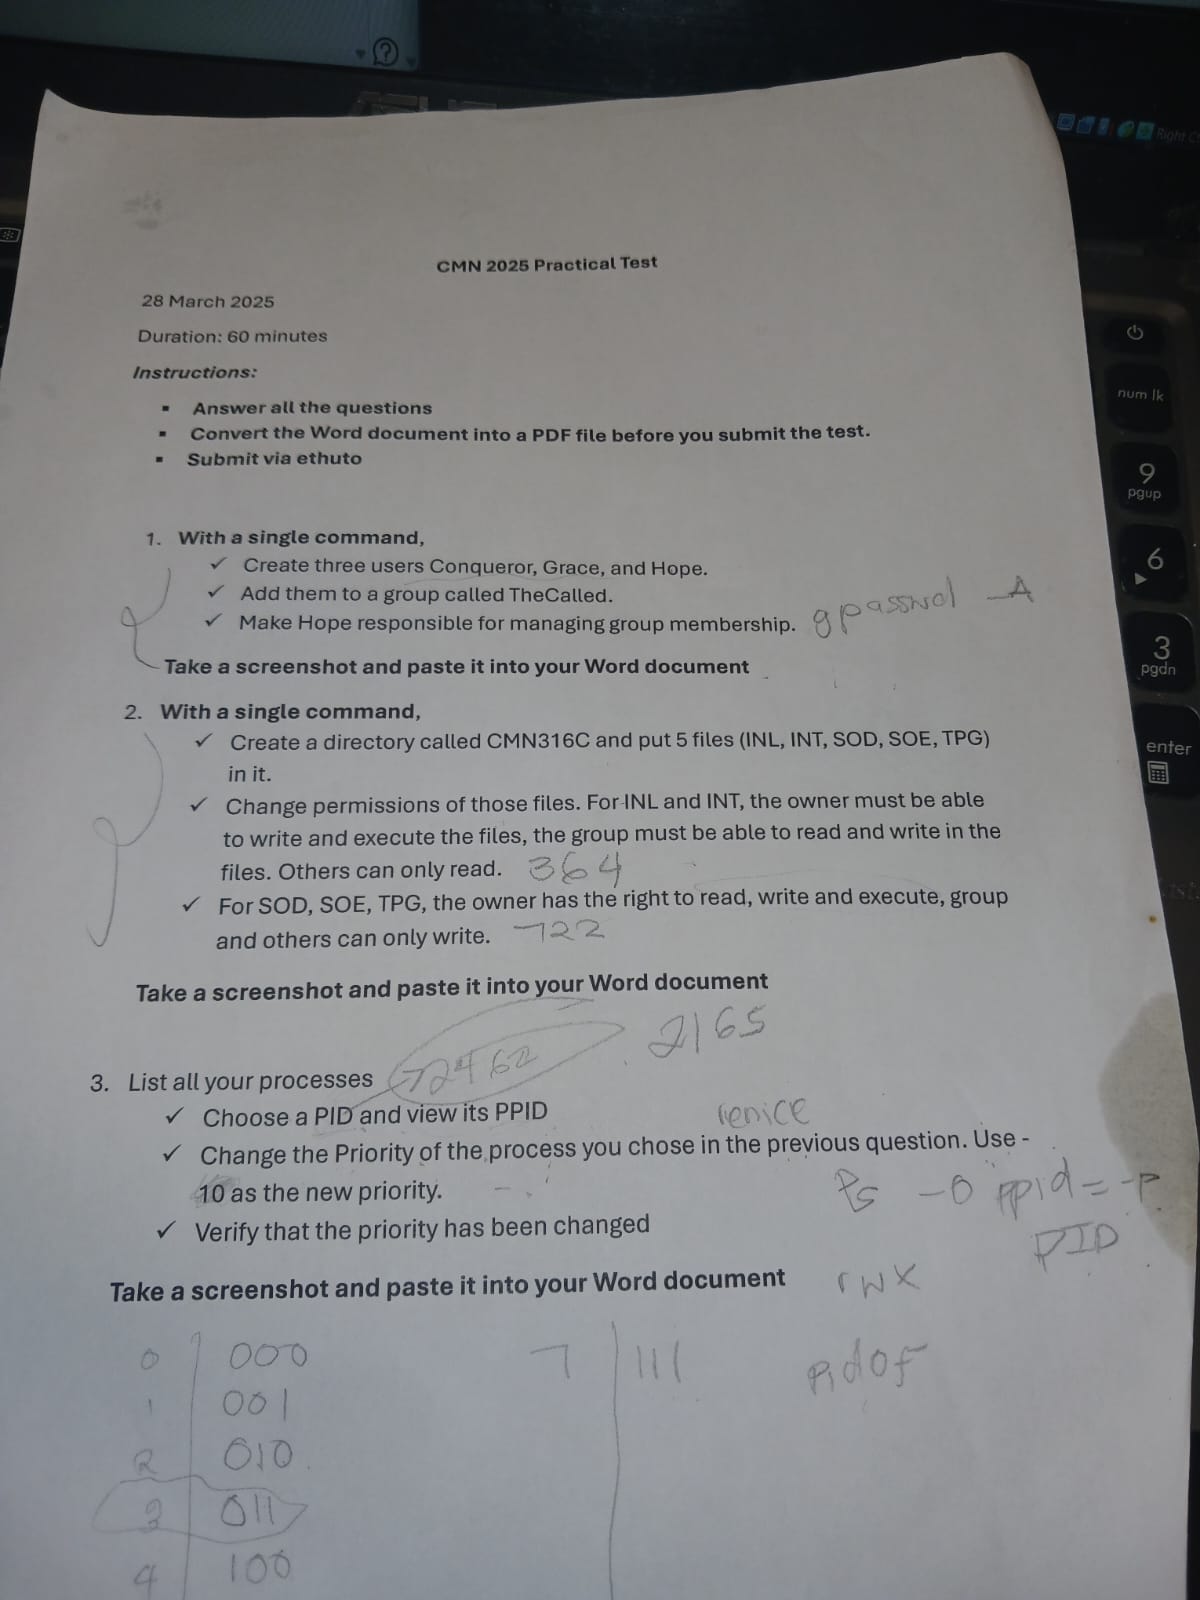 Right C
CMN 2025 Practical Test
28 March 2025
Duration: 60 minutes
Instructions:
▪ Answer all the questions
▪ Convert the Word document into a PDF file before you submit the test.
▪ Submit via ethuto
1. With a single command,
✓ Create three users Conqueror, Grace, and Hope.
✓ Add them to a group called TheCalled.
✓ Make Hope responsible for managing group membership. gpasswd -A
Take a screenshot and paste it into your Word document
2. With a single command,
✓ Create a directory called CMN316C and put 5 files (INL, INT, SOD, SOE, TPG)
in it.
✓ Change permissions of those files. For INL and INT, the owner must be able
to write and execute the files, the group must be able to read and write in the
files. Others can only read. 364
✓ For SOD, SOE, TPG, the owner has the right to read, write and execute, group
and others can only write. 722
Take a screenshot and paste it into your Word document
2165
3. List all your processes 72462
✓ Choose a PID and view its PPID
renice
✓ Change the Priority of the process you chose in the previous question. Use -
10 as the new priority.
Ps -o ppid= -P
PID
✓ Verify that the priority has been changed
Take a screenshot and paste it into your Word document
rwx
0 000
7 111
pidof
1 001
2 010
3 011
4 100
num lk
9
pgup
6
3
pgdn
enter